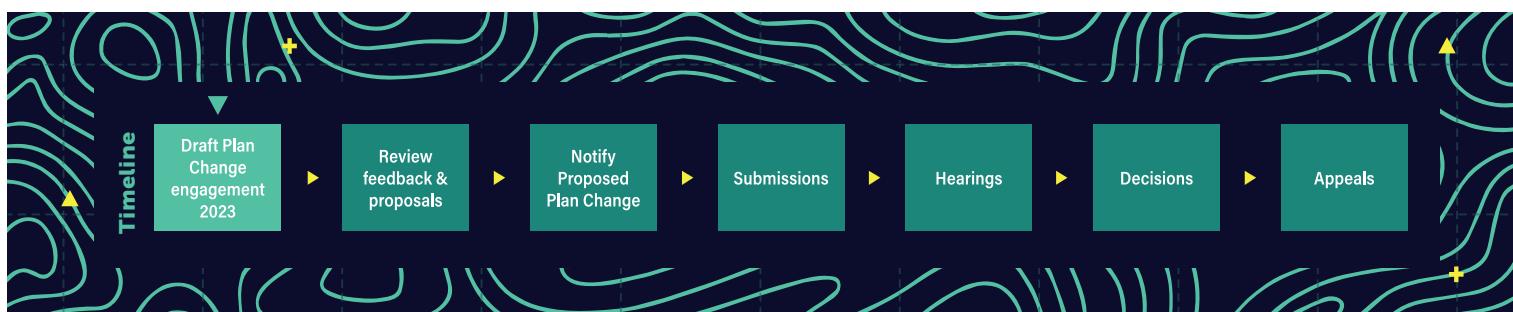 Timeline
Draft Plan
Change
engagement
2023
Review
feedback &
proposals
Notify
Proposed
Plan Change
Submissions
Hearings
Decisions
Appeals